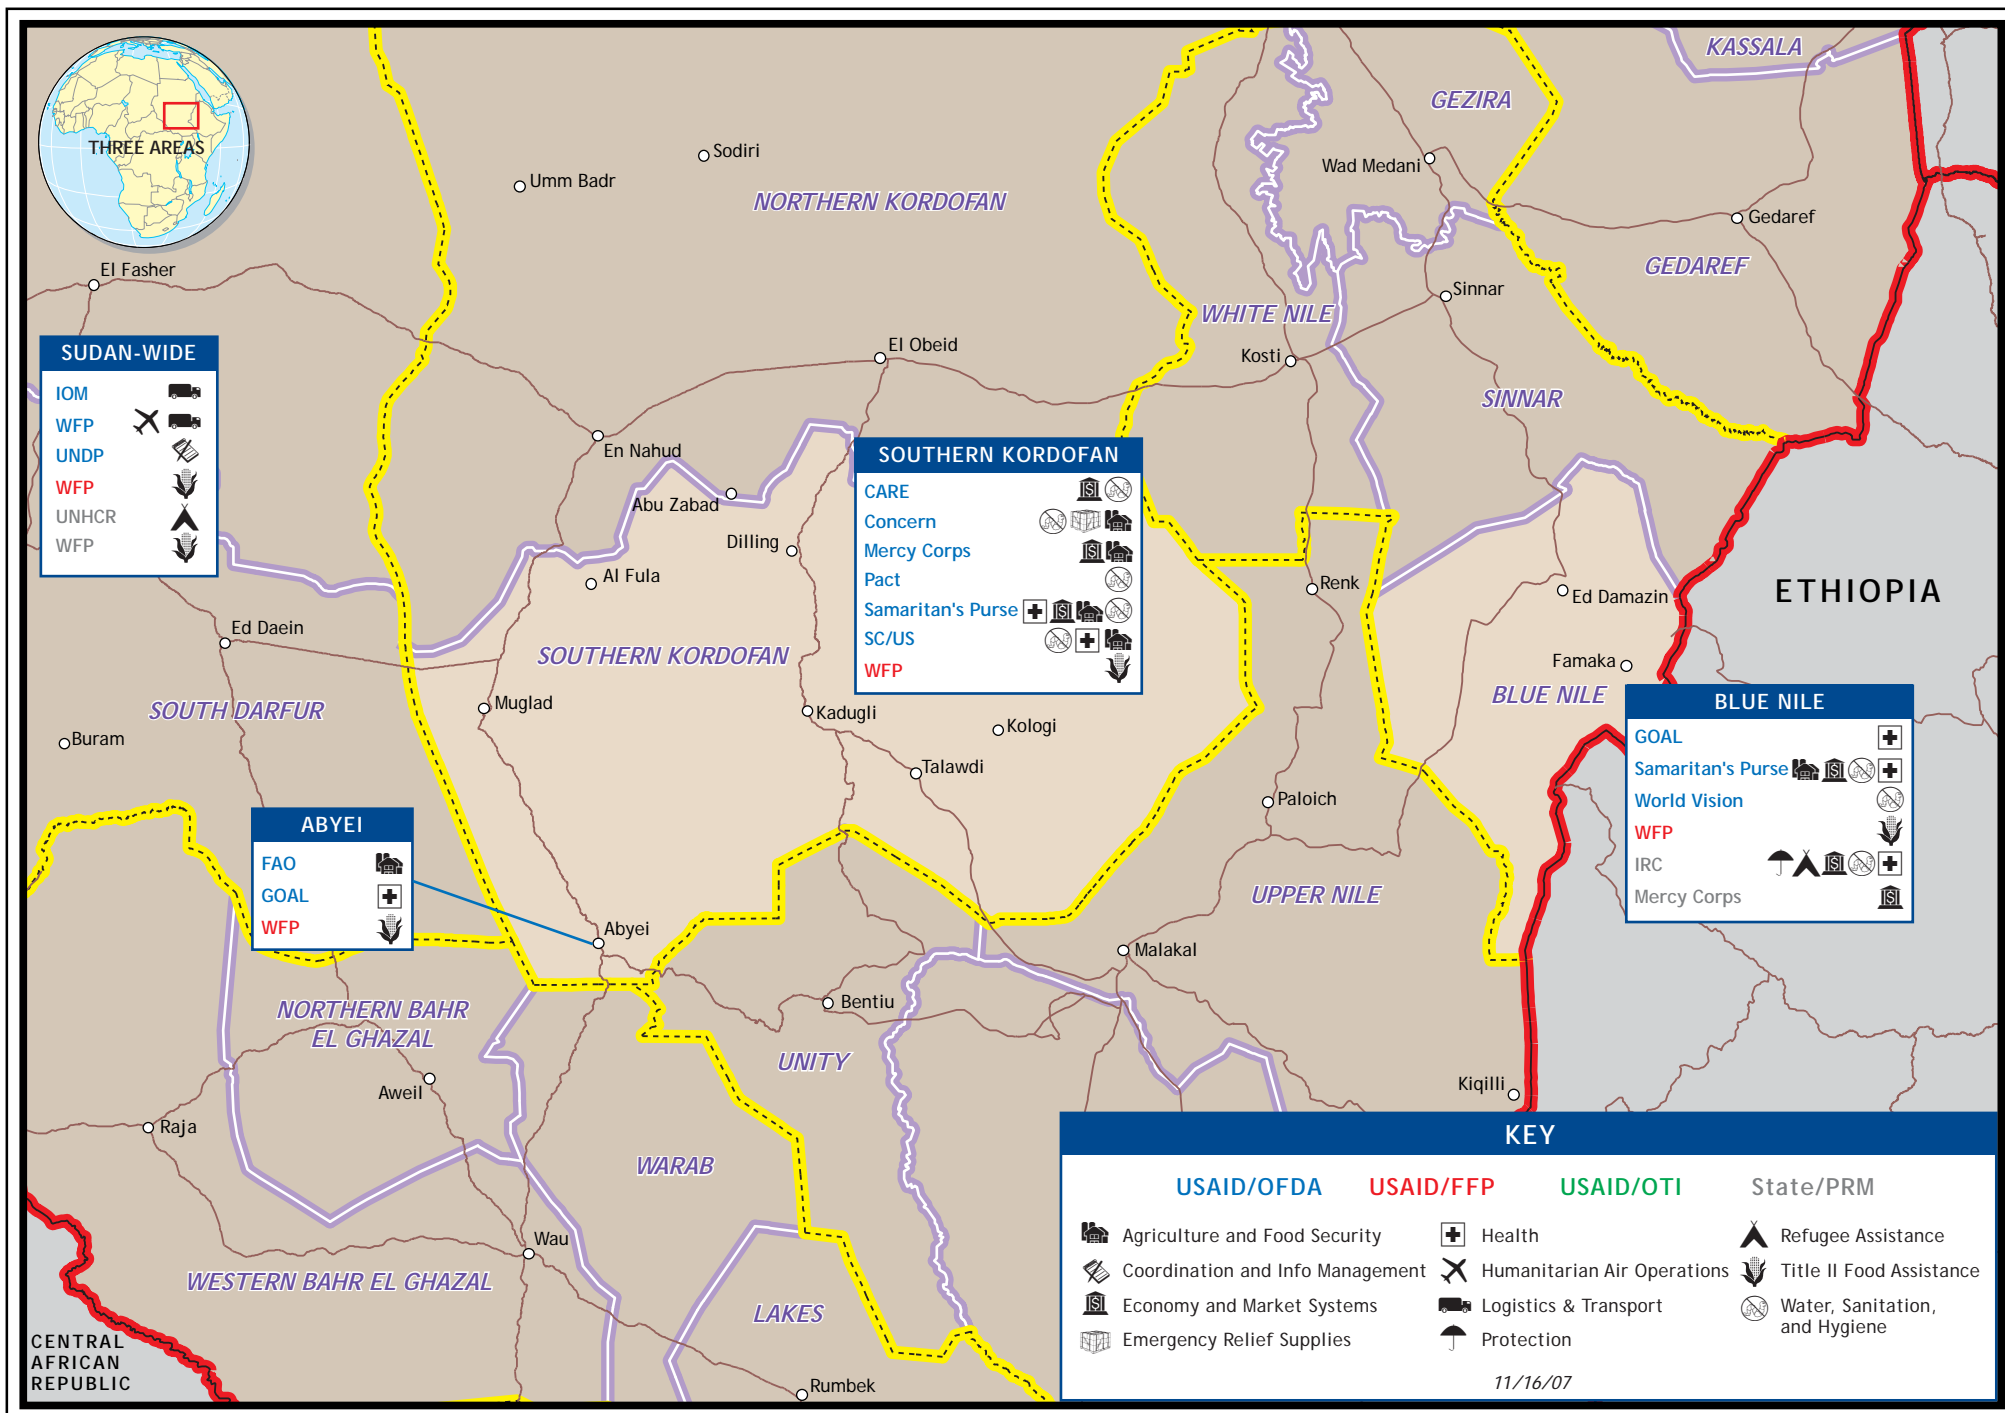 KASSALA
GEZIRA
THREE AREAS
Sodiri
Umm Badr
NORTHERN KORDOFAN
Wad Medani
Gedaref
El Fasher
GEDAREF
Sinnar
WHITE NILE
El Obeid
Kosti
SINNAR
SUDAN-WIDE
IOM
WFP
UNDP
WFP
UNHCR
WFP
En Nahud
Abu Zabad
Dilling
Al Fula
SOUTHERN KORDOFAN
CARE
Concern
Mercy Corps
Pact
Samaritan's Purse
SC/US
WFP
Renk
Ed Damazin
ETHIOPIA
Ed Daein
SOUTHERN KORDOFAN
Famaka
BLUE NILE
Muglad
SOUTH DARFUR
Kadugli
Kologi
Buram
Talawdi
Paloich
BLUE NILE
GOAL
Samaritan's Purse
World Vision
WFP
IRC
Mercy Corps
ABYEI
FAO
GOAL
WFP
UPPER NILE
Abyei
Malakal
Bentiu
NORTHERN BAHR
EL GHAZAL
UNITY
Aweil
Kiqilli
Raja
WARAB
Wau
WESTERN BAHR EL GHAZAL
LAKES
CENTRAL
AFRICAN
REPUBLIC
Rumbek
KEY
USAID/OFDA USAID/FFP USAID/OTI State/PRM
Agriculture and Food Security
Coordination and Info Management
Economy and Market Systems
Emergency Relief Supplies
Health
Humanitarian Air Operations
Logistics & Transport
Protection
Refugee Assistance
Title II Food Assistance
Water, Sanitation,
and Hygiene
11/16/07